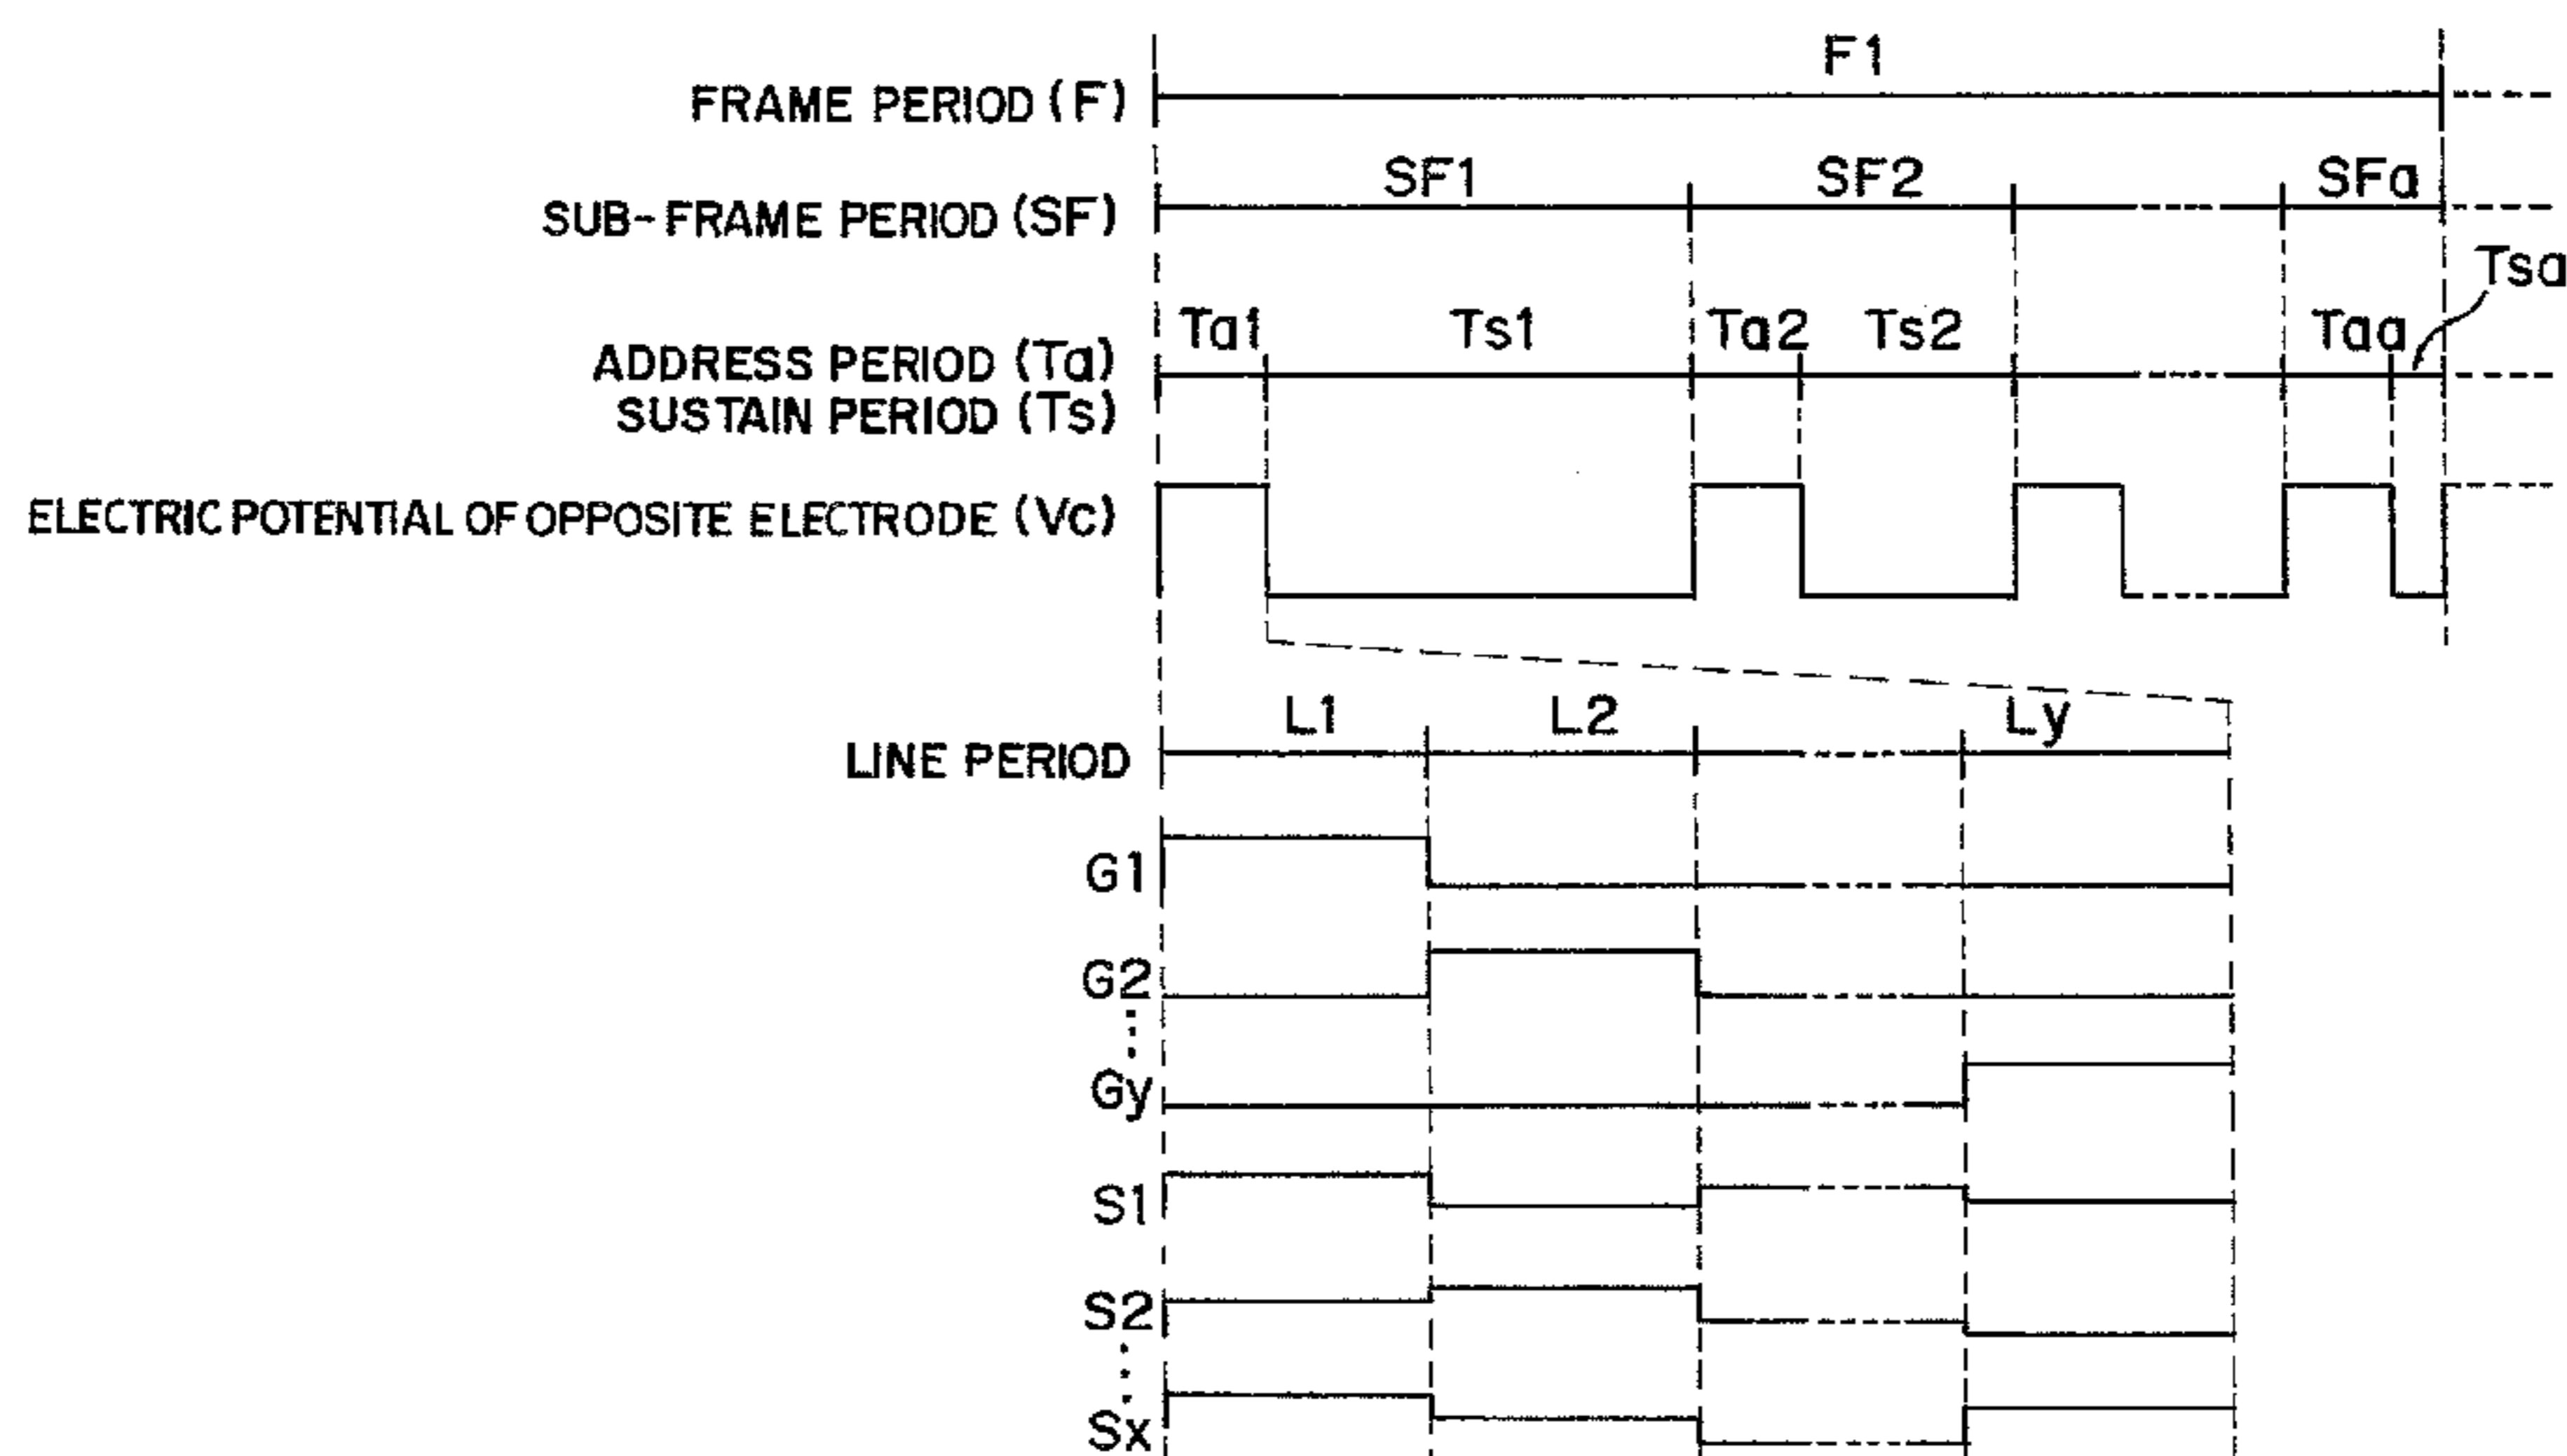 F1
FRAME PERIOD (F)
SF1 SF2 SFa
SUB-FRAME PERIOD (SF)
Tsa
Ta1 Ts1 Ta2 Ts2 Taa
ADDRESS PERIOD (Ta)
SUSTAIN PERIOD (Ts)
ELECTRIC POTENTIAL OF OPPOSITE ELECTRODE (Vc)
L1 L2 Ly
LINE PERIOD
G1
G2
Gy
S1
S2
Sx